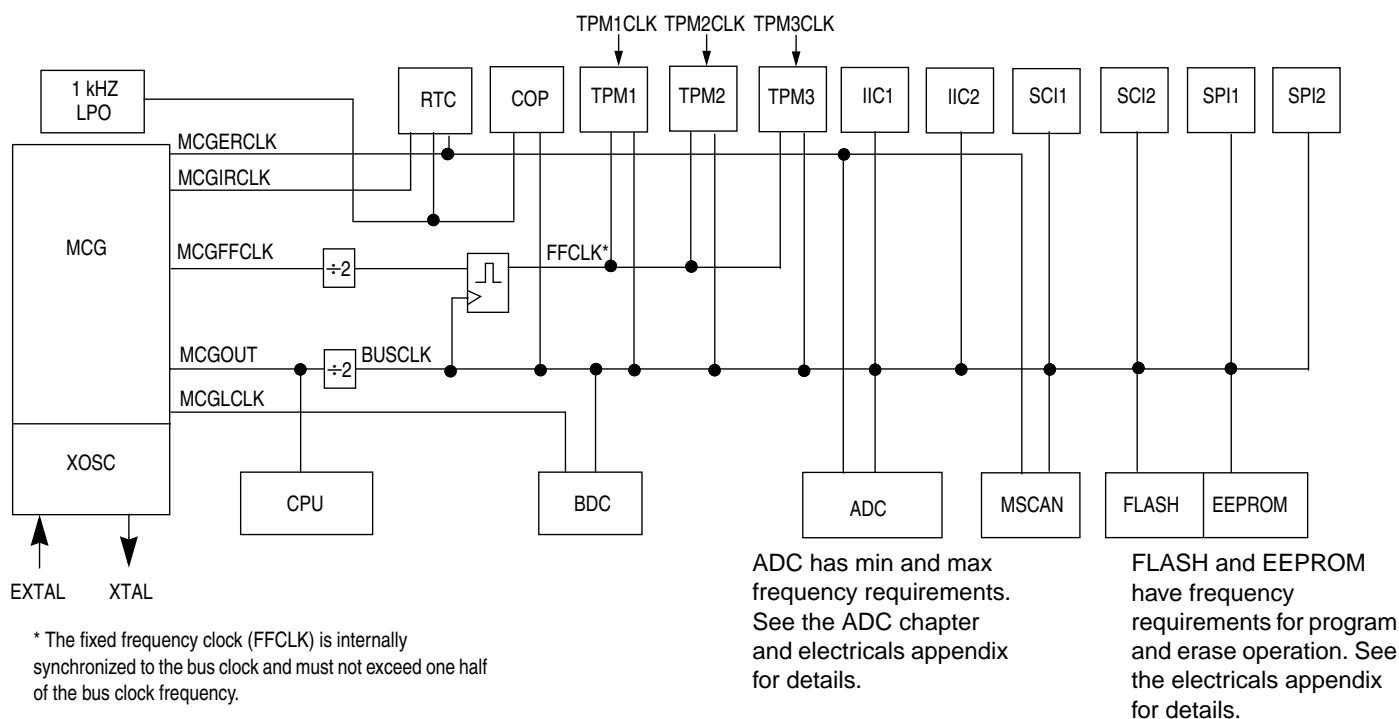 TPM1CLK TPM2CLK TPM3CLK
1 kHZ
LPO
RTC
COP
TPM1
TPM2
TPM3
IIC1
IIC2
SCI1
SCI2
SPI1
SPI2
MCGERCLK
MCGIRCLK
MCG
MCGFFCLK
÷2
FFCLK*
MCGOUT
÷2
BUSCLK
MCGLCLK
XOSC
CPU
BDC
ADC
MSCAN
FLASH
EEPROM
EXTAL
XTAL
* The fixed frequency clock (FFCLK) is internally
synchronized to the bus clock and must not exceed one half
of the bus clock frequency.
ADC has min and max
frequency requirements.
See the ADC chapter
and electricals appendix
for details.
FLASH and EEPROM
have frequency
requirements for program
and erase operation. See
the electricals appendix
for details.